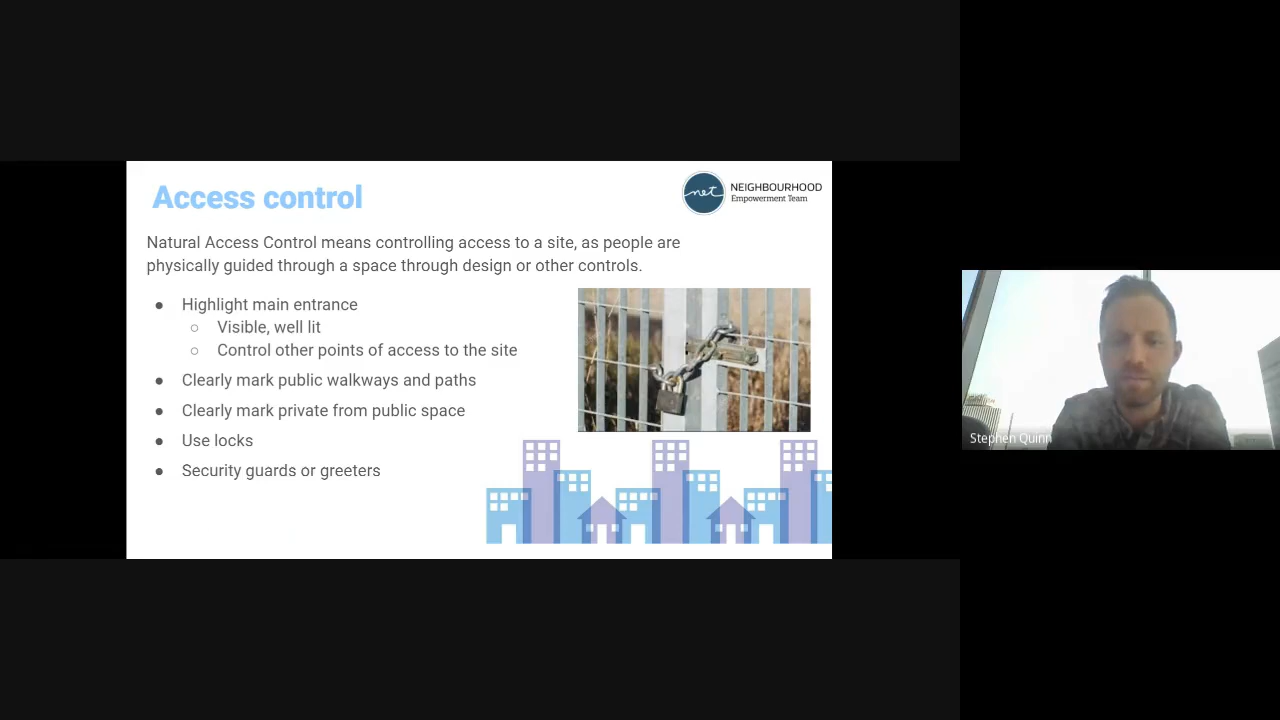 Access control
net
NEIGHBOURHOOD
Empowerment Team
Natural Access Control means controlling access to a site, as people are
physically guided through a space through design or other controls.
● Highlight main entrance
○ Visible, well lit
○ Control other points of access to the site
● Clearly mark public walkways and paths
● Clearly mark private from public space
● Use locks
● Security guards or greeters
Stephen Quinn